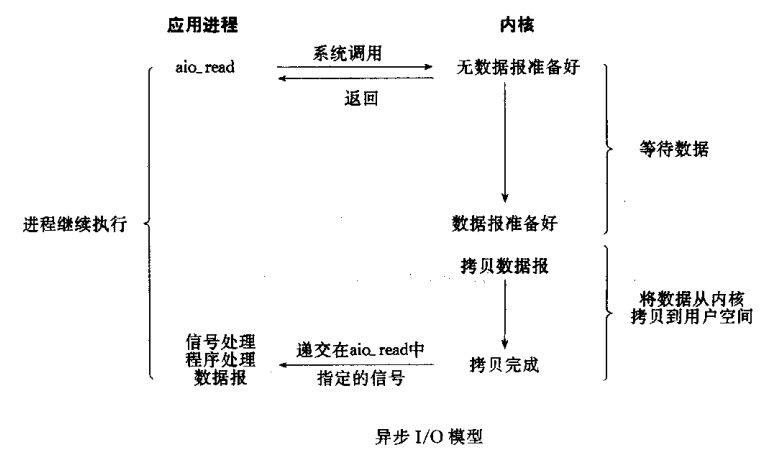 应用进程
内核
aio_read
系统调用
无数据报准备好
返回
等待数据
进程继续执行
数据报准备好
拷贝数据报
将数据从内核
拷贝到用户空间
信号处理
程序处理
数据报
递交在aio_read中
指定的信号
拷贝完成
异步 I/O 模型